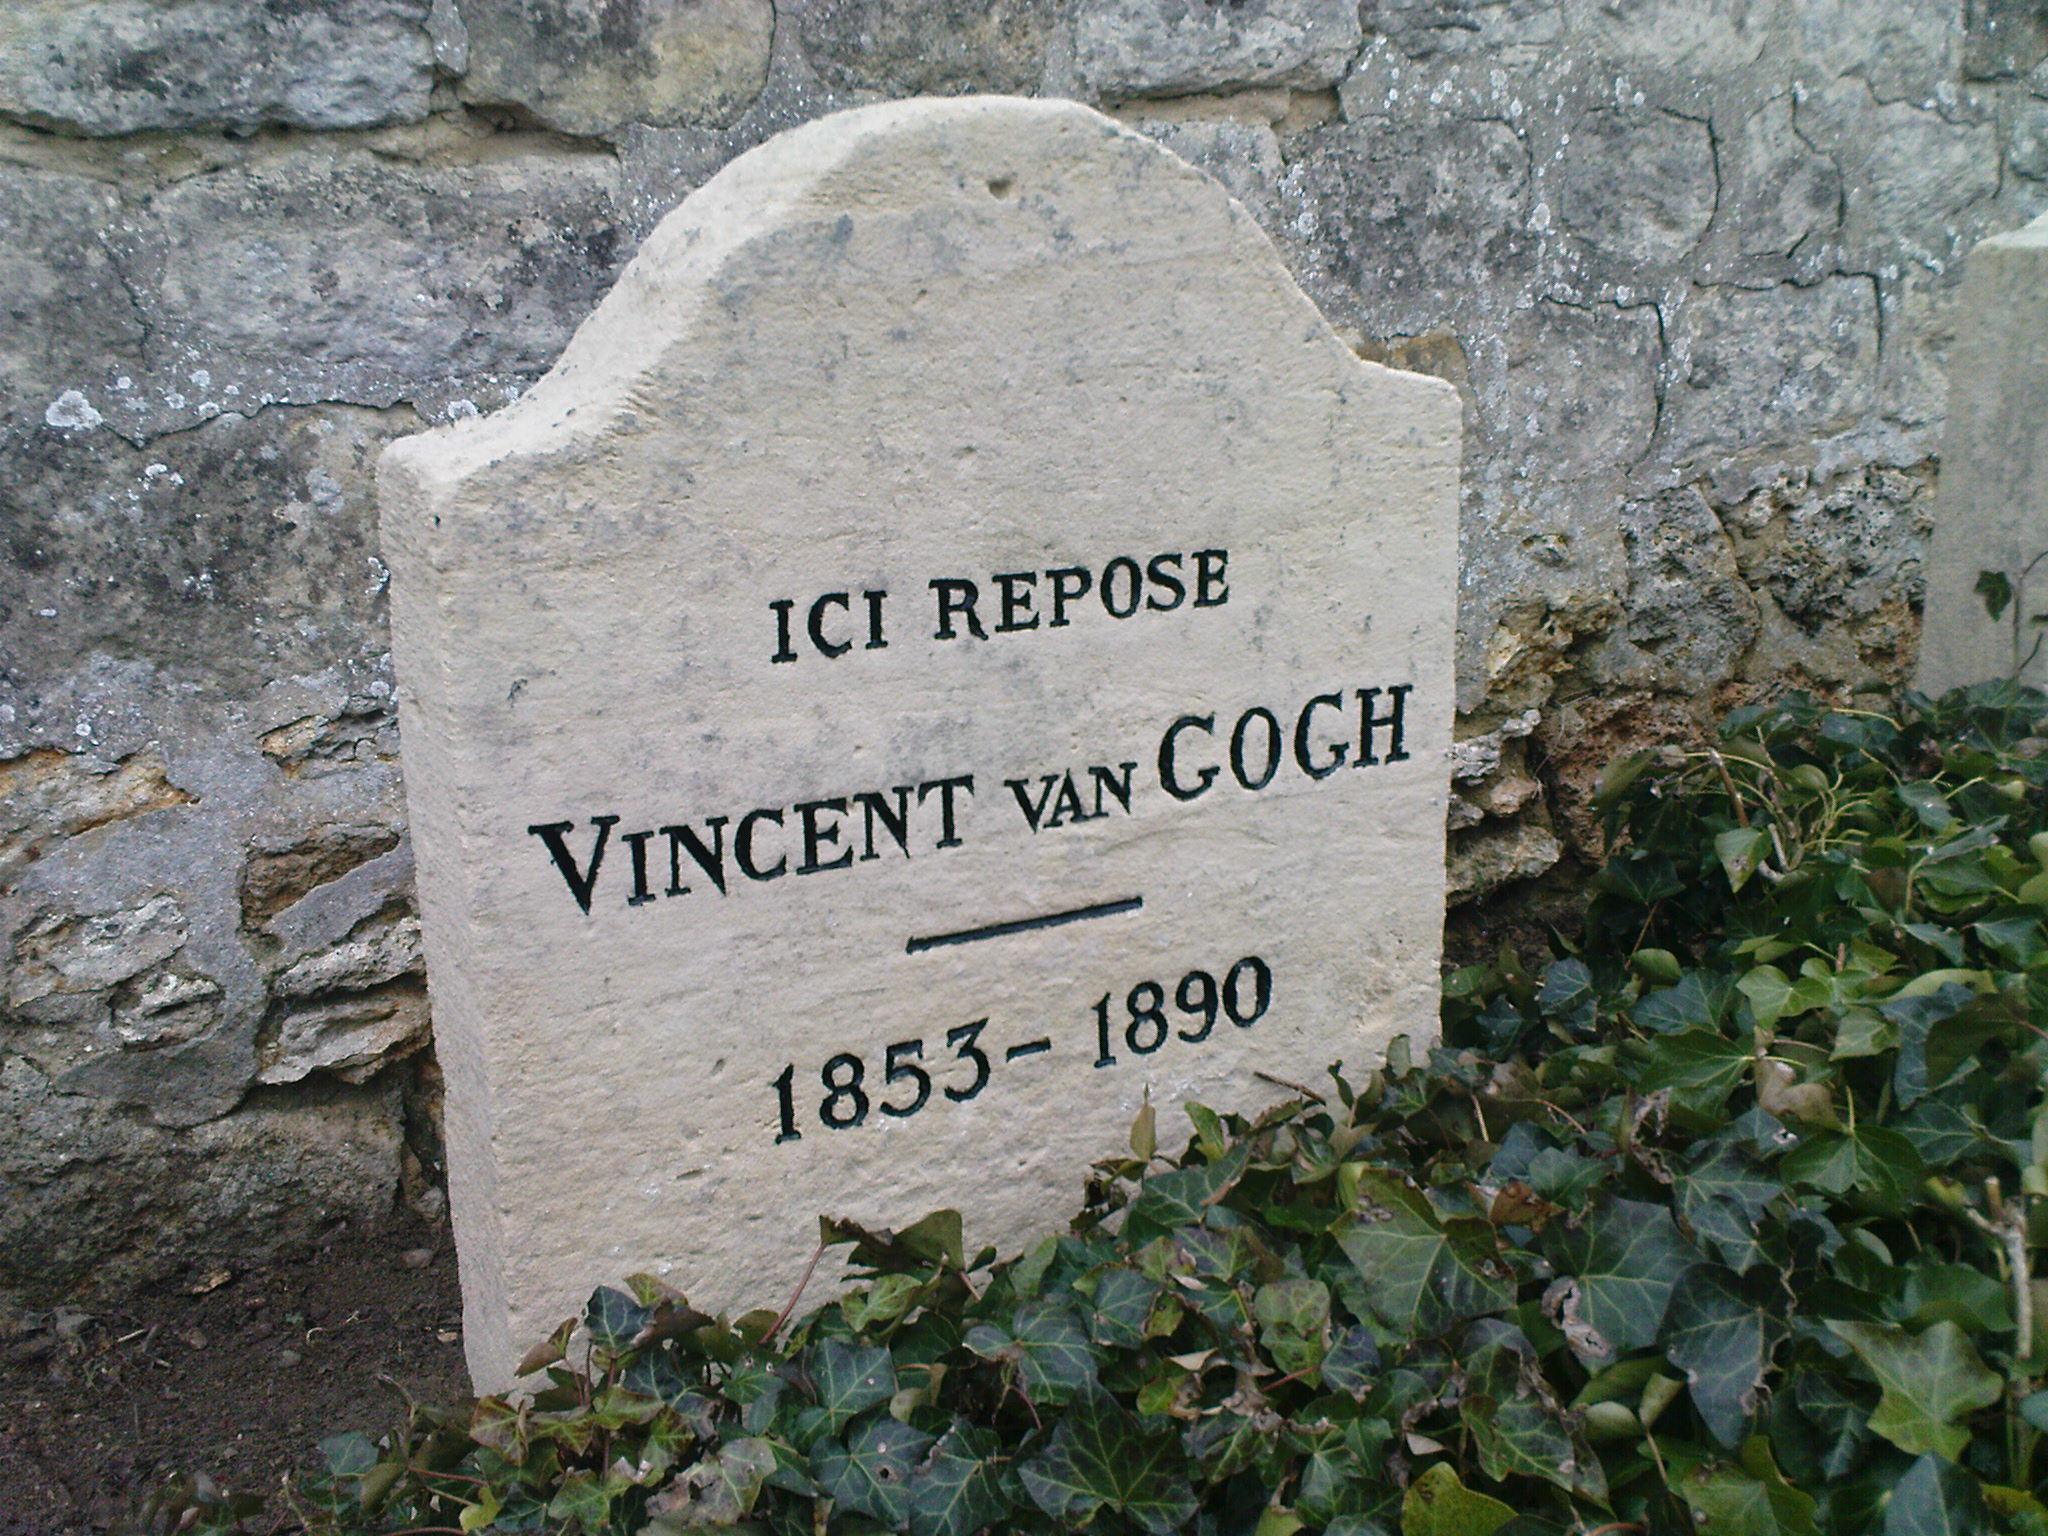 ICI REPOSE
VINCENT VAN GOGH
1853 - 1890